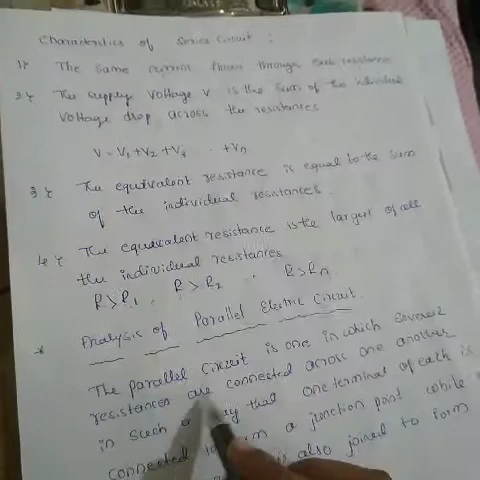 Characteristics of Series Circuit :
1) The same current flows through each resistance
2) The supply voltage V is the sum of the individual
voltage drop across the resistances
V = V1 + V2 + V3 . . +Vn
3) The equivalent resistance is equal to the sum
of the individual resistances.
4) The equivalent resistance is the largest of all
the individual resistances
R > R1 , R > R2 , R > Rn
* Analysis of Parallel Electric Circuit.
The parallel Circuit is one in which several
resistances are connected across one another
in such a that one terminal of each is
connected to a junction point while
is also joined to form